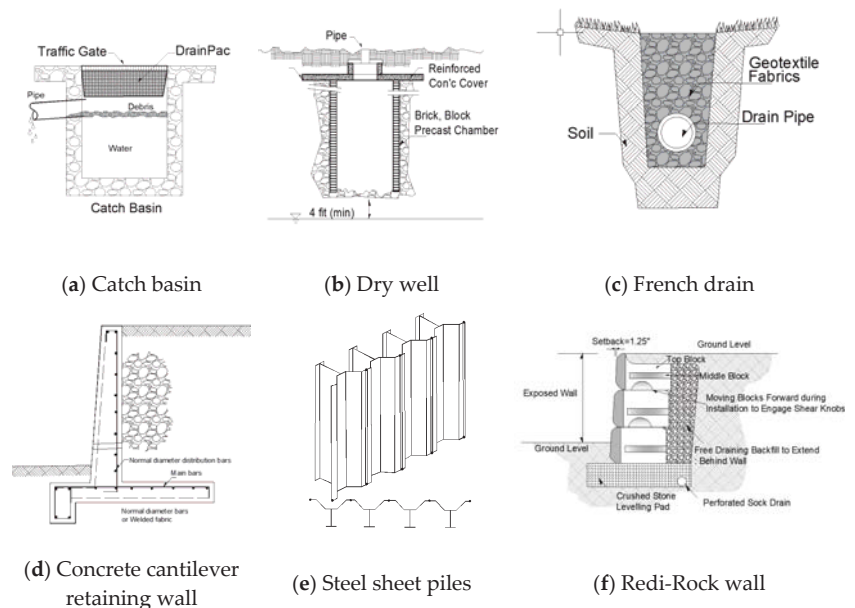 Traffic Gate
DrainPac
Pipe
Debris
Water
Catch Basin
Pipe
Reinforced
Con'c Cover
Brick, Block
Precast Chamber
4 fit (min)
Geotextile
Fabrics
Drain Pipe
Soil
(a) Catch basin
(b) Dry well
(c) French drain
Normal diameter distribution bars
Main bars
Normal diameter bars
or Welded fabric
Setback=1.25"
Ground Level
Top Block
Middle Block
Exposed Wall
Moving Blocks Forward during
Installation to Engage Shear Knobs
Ground Level
Free Draining Backfill to Extend
: Behind Wall
Crushed Stone
Levelling Pad
Perforated Sock Drain
(d) Concrete cantilever
retaining wall
(e) Steel sheet piles
(f) Redi-Rock wall